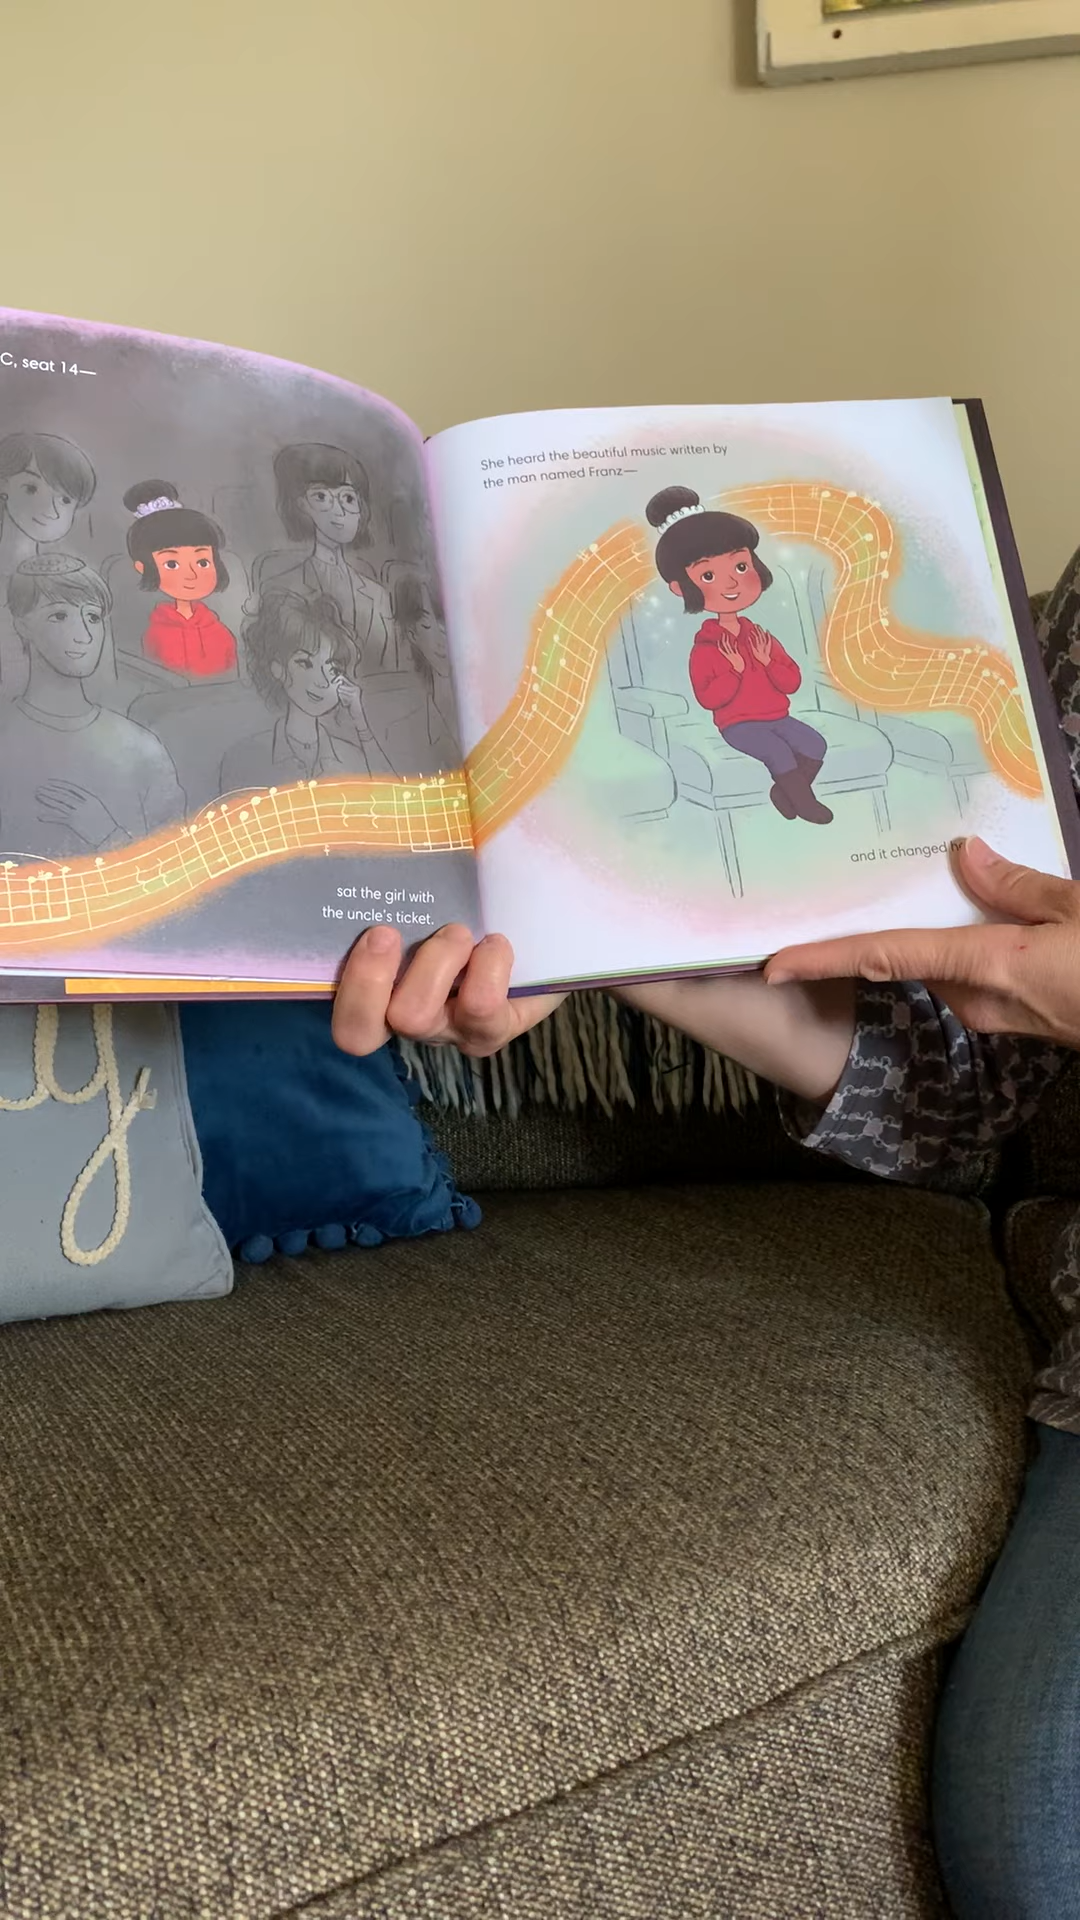 C, seat 14—
sat the girl with
the uncle's ticket.
She heard the beautiful music written by
the man named Franz—
and it changed
y